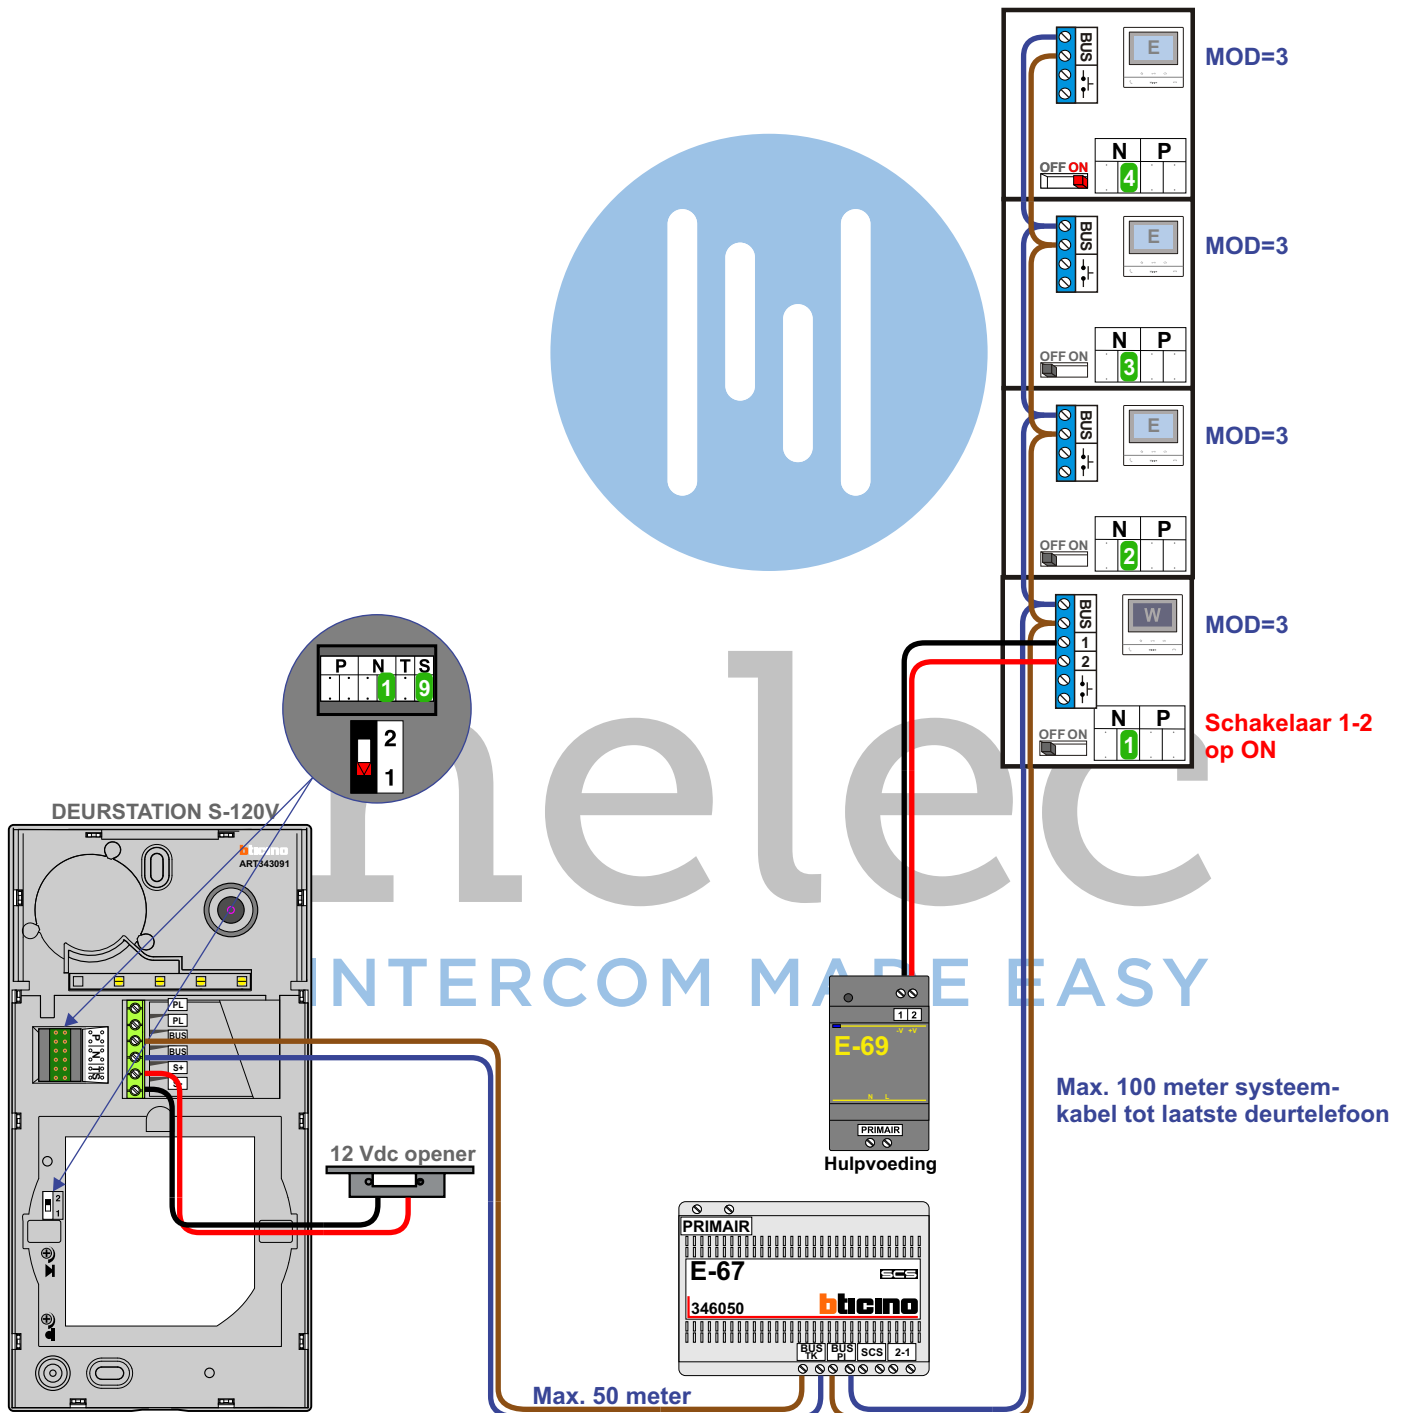 BUS
E
MOD=3
N P
OFF ON
4
BUS
E
MOD=3
N P
OFF ON
3
BUS
E
MOD=3
N P
OFF ON
2
BUS
1
2
W
MOD=3
N P
OFF ON
1
Schakelaar 1-2
op ON
P N T S
1 9
2
1
nelec
INTERCOM MADE EASY
DEURSTATION S-120V
bticino
ART343091
PL
PL
BUS
BUS
S+
P N T S
2
1
12 Vdc opener
1 2
-V +V
E-69
N L
PRIMAIR
Hulpvoeding
Max. 100 meter systeem-
kabel tot laatste deurtelefoon
PRIMAIR
E-67
SCS
346050
bticino
BUS TK BUS PI SCS 2-1
Max. 50 meter